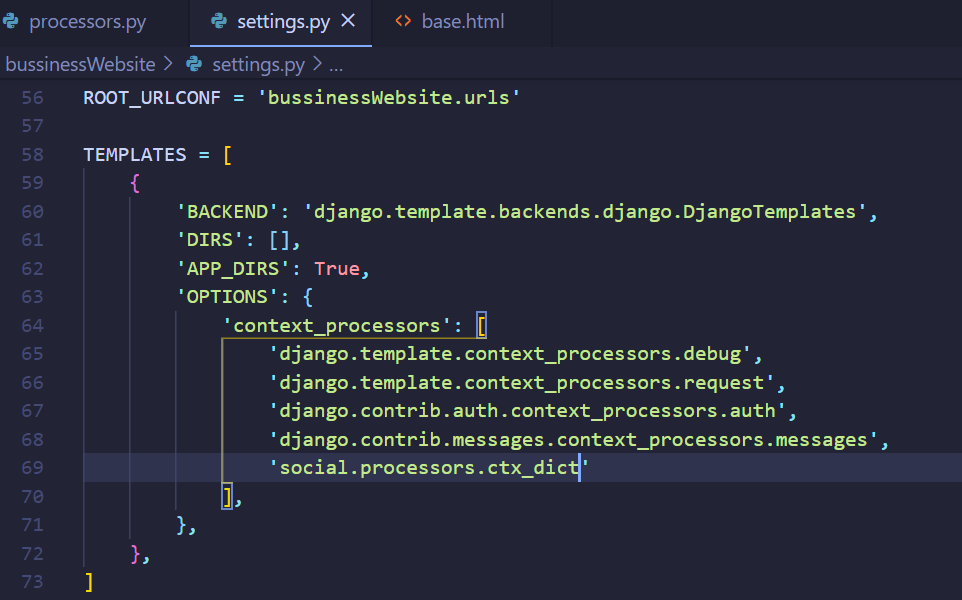 processors.py settings.py × <> base.html
bussinessWebsite > settings.py > ...
56 ROOT_URLCONF = 'bussinessWebsite.urls'
57
58 TEMPLATES = [
59 {
60 'BACKEND': 'django.template.backends.django.DjangoTemplates',
61 'DIRS': [],
62 'APP_DIRS': True,
63 'OPTIONS': {
64 'context_processors': [
65 'django.template.context_processors.debug',
66 'django.template.context_processors.request',
67 'django.contrib.auth.context_processors.auth',
68 'django.contrib.messages.context_processors.messages',
69 'social.processors.ctx_dict'
70 ],
71 },
72 },
73 ]